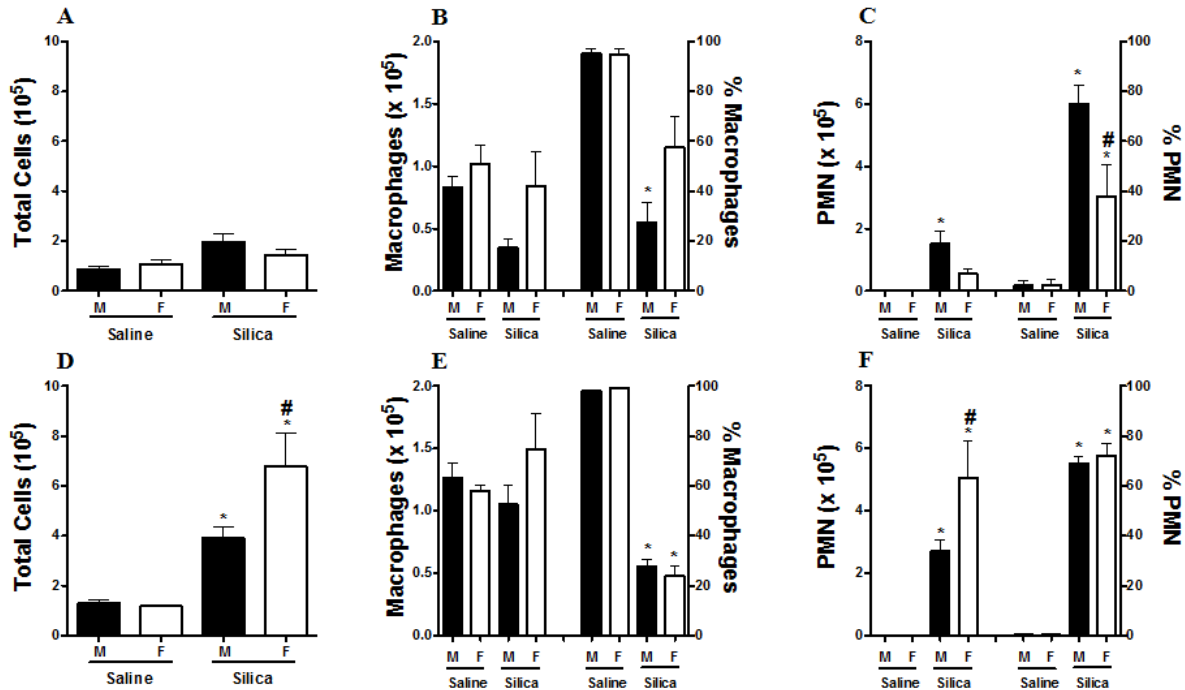 A
Total Cells (10⁵)
10
8
6
4
2
0
M F M F
Saline Silica
B
Macrophages (x 10⁵)
2.0
1.5
1.0
0.5
0.0
* 
100
80
60
40
20
0
% Macrophages
M F M F M F M F
Saline Silica Saline Silica
C
PMN (x 10⁵)
8
6
4
2
0
*
*
#
*
100
80
60
40
20
0
% PMN
M F M F M F M F
Saline Silica Saline Silica
D
Total Cells (10⁵)
10
8
6
4
2
0
*
#
*
M F M F
Saline Silica
E
Macrophages (x 10⁵)
2.0
1.5
1.0
0.5
0.0
* *
100
80
60
40
20
0
% Macrophages
M F M F M F M F
Saline Silica Saline Silica
F
PMN (x 10⁵)
8
6
4
2
0
*
#
*
* *
100
80
60
40
20
0
% PMN
M F M F M F M F
Saline Silica Saline Silica